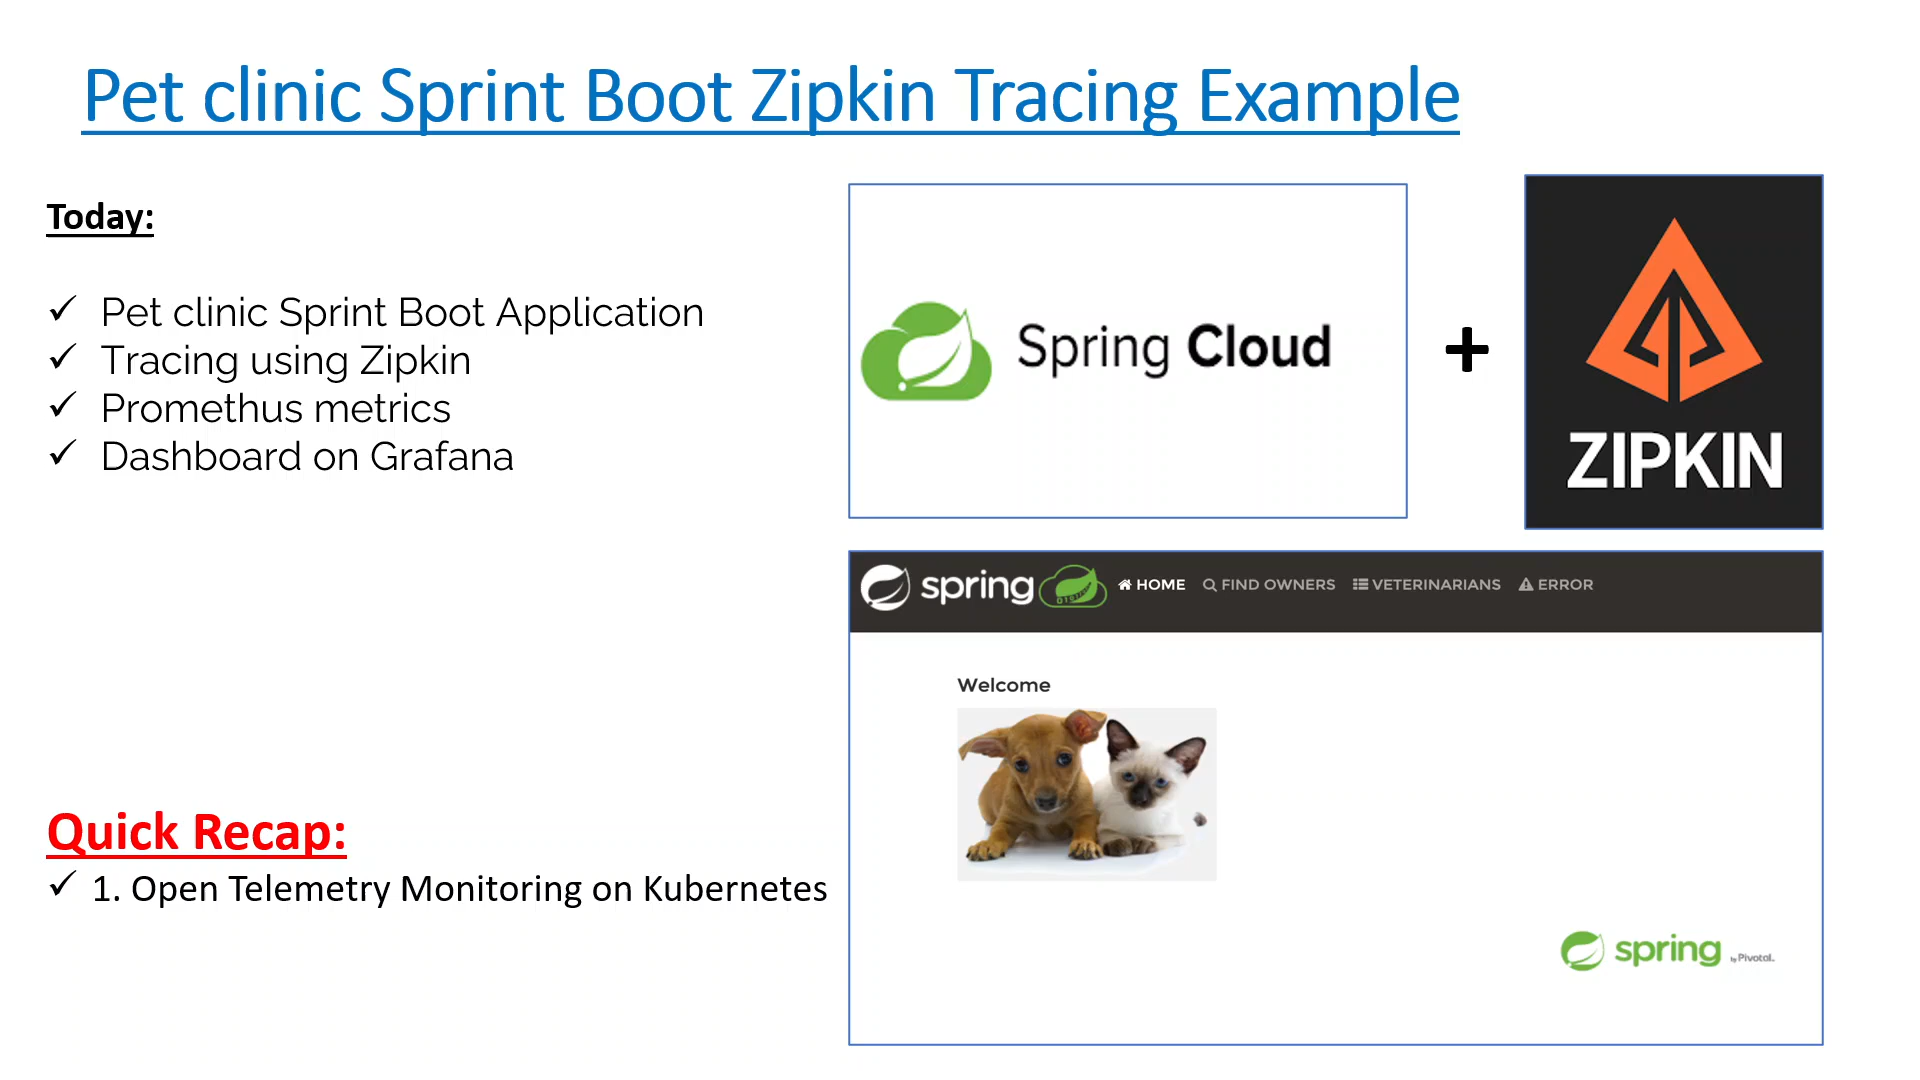 Pet clinic Sprint Boot Zipkin Tracing Example
Today:
✓ Pet clinic Sprint Boot Application
✓ Tracing using Zipkin
✓ Promethus metrics
✓ Dashboard on Grafana
Spring Cloud
+
ZIPKIN
spring
HOME FIND OWNERS VETERINARIANS ERROR
Welcome
spring by Pivotal.
Quick Recap:
✓ 1. Open Telemetry Monitoring on Kubernetes